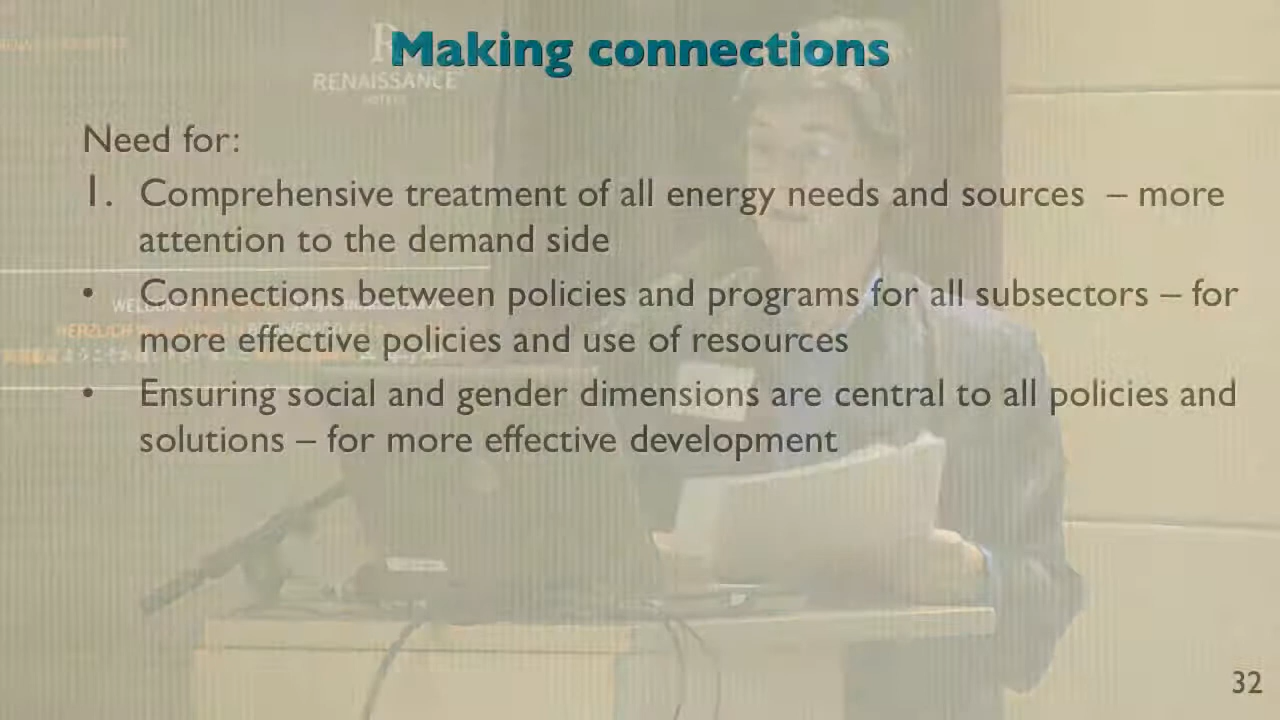 Making connections
RENAISSANCE
HOTELS
Need for:
1. Comprehensive treatment of all energy needs and sources – more
attention to the demand side
• Connections between policies and programs for all subsectors – for
more effective policies and use of resources
• Ensuring social and gender dimensions are central to all policies and
solutions – for more effective development
32